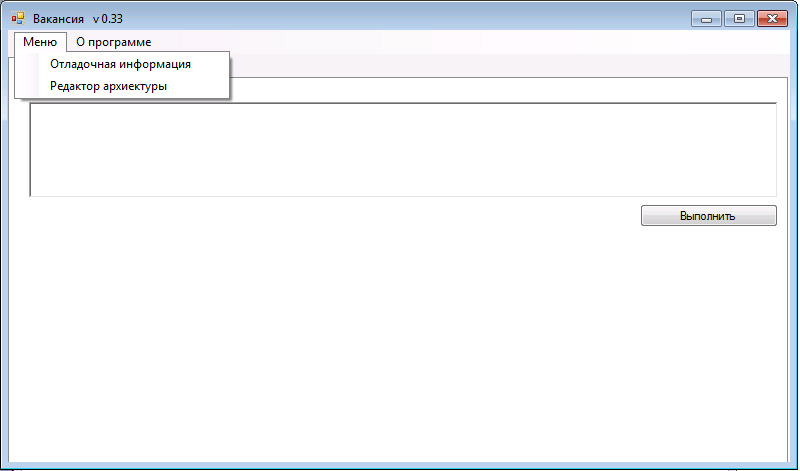 Вакансия v 0.33
Меню О программе
Отладочная информация
Редактор архиектуры
Выполнить